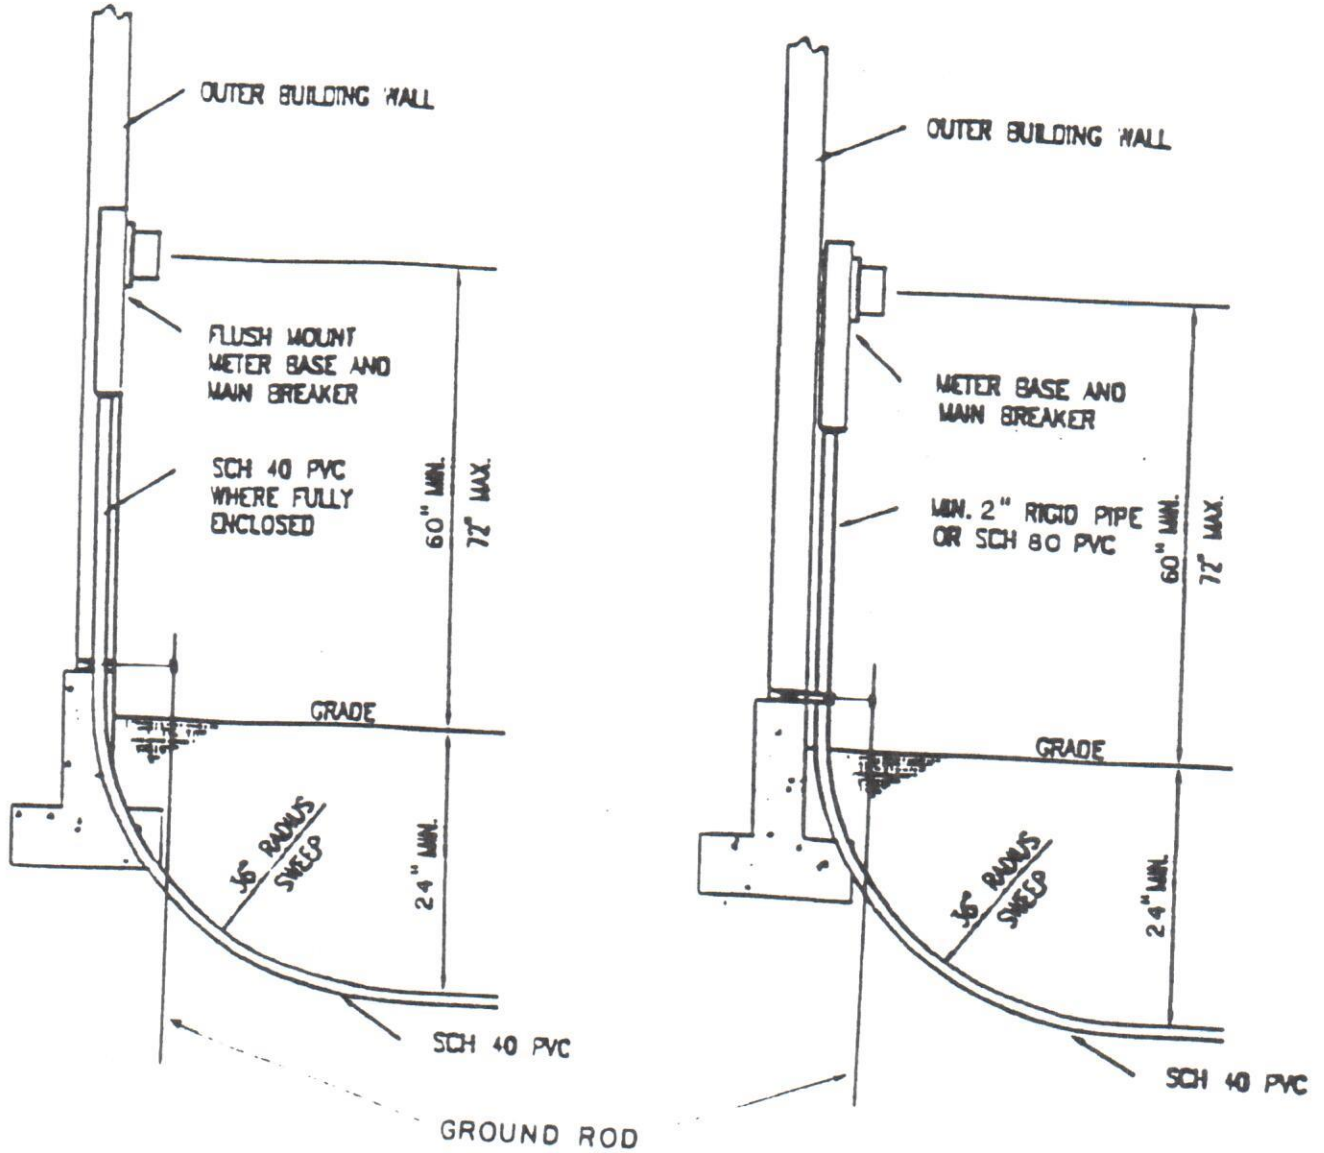 OUTER BUILDING WALL
FLUSH MOUNT
METER BASE AND
MAIN BREAKER
SCH 40 PVC
WHERE FULLY
ENCLOSED
60" MIN.
72" MAX.
GRADE
36" RADIUS
SWEEP
24" MIN.
SCH 40 PVC
OUTER BUILDING WALL
METER BASE AND
MAIN BREAKER
MIN. 2" RIGID PIPE
OR SCH 80 PVC
60" MIN.
72" MAX.
GRADE
36" RADIUS
SWEEP
24" MIN.
SCH 40 PVC
GROUND ROD